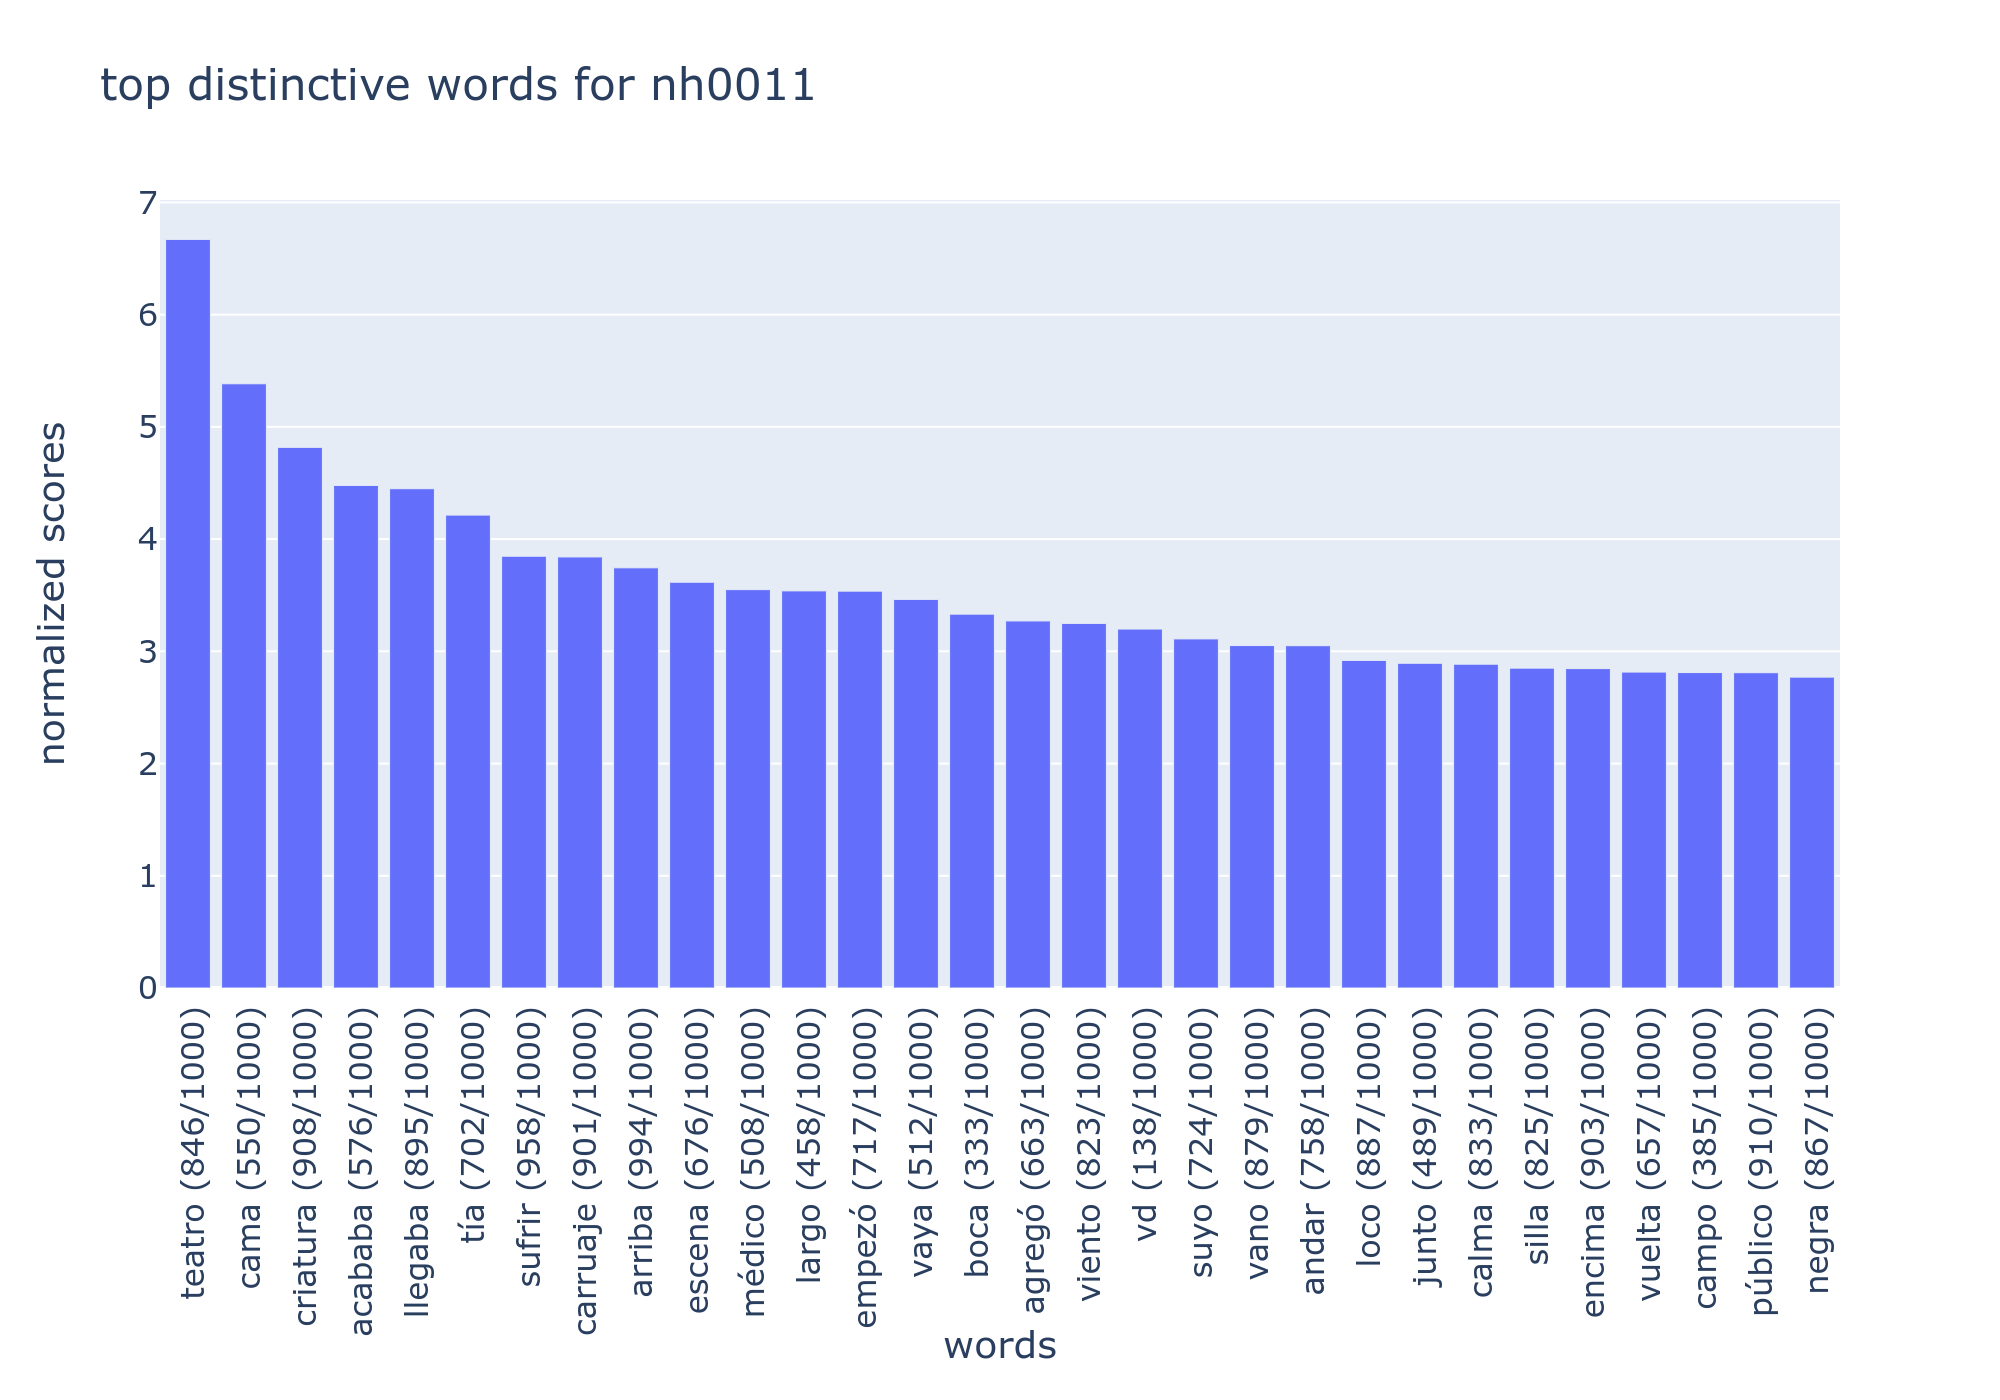 top distinctive words for nh0011
normalized scores
7
6
5
4
3
2
1
0
teatro (846/1000)
cama (550/1000)
criatura (908/1000)
acababa (576/1000)
llegaba (895/1000)
tía (702/1000)
sufrir (958/1000)
carruaje (901/1000)
arriba (994/1000)
escena (676/1000)
médico (508/1000)
largo (458/1000)
empezó (717/1000)
vaya (512/1000)
boca (333/1000)
agregó (663/1000)
viento (823/1000)
vd (138/1000)
suyo (724/1000)
vano (879/1000)
andar (758/1000)
loco (887/1000)
junto (489/1000)
calma (833/1000)
silla (825/1000)
encima (903/1000)
vuelta (657/1000)
campo (385/1000)
público (910/1000)
negra (867/1000)
words